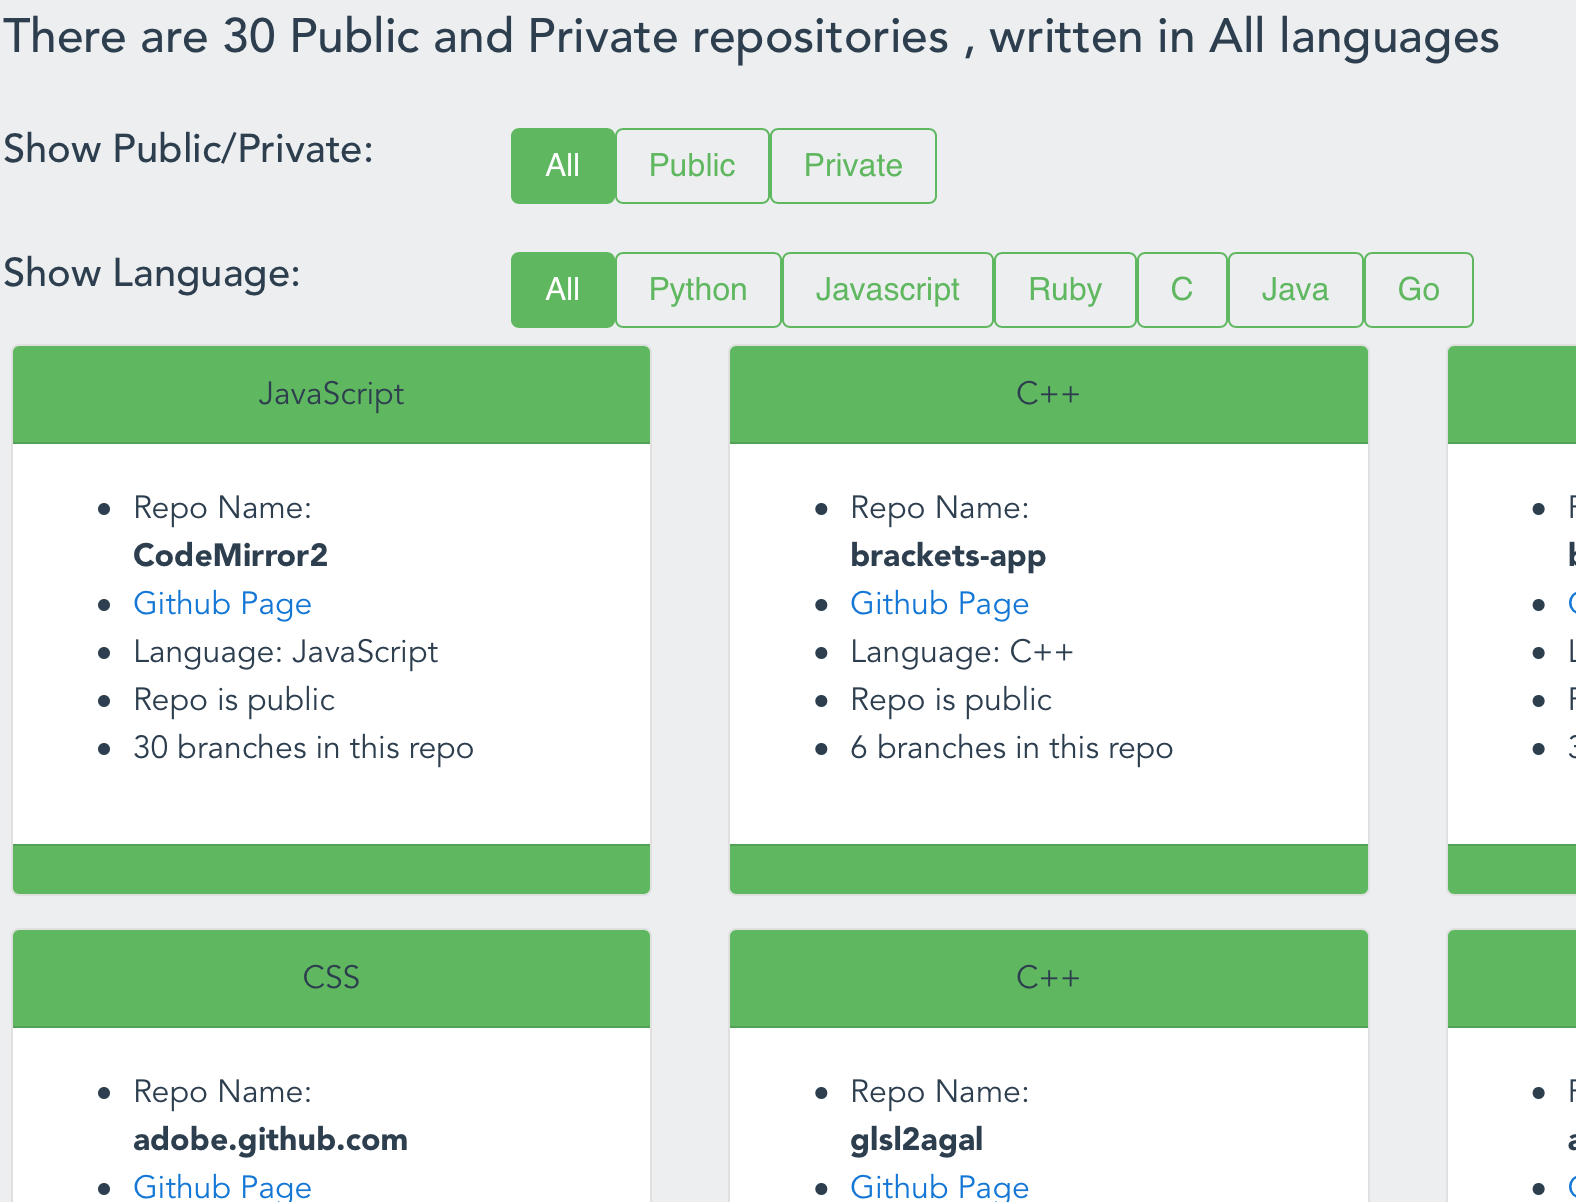 There are 30 Public and Private repositories , written in All languages
Show Public/Private:
All Public Private
Show Language:
All Python Javascript Ruby C Java Go
JavaScript
Repo Name:
CodeMirror2
Github Page
Language: JavaScript
Repo is public
30 branches in this repo
C++
Repo Name:
brackets-app
Github Page
Language: C++
Repo is public
6 branches in this repo
CSS
Repo Name:
adobe.github.com
Github Page
C++
Repo Name:
glsl2agal
Github Page